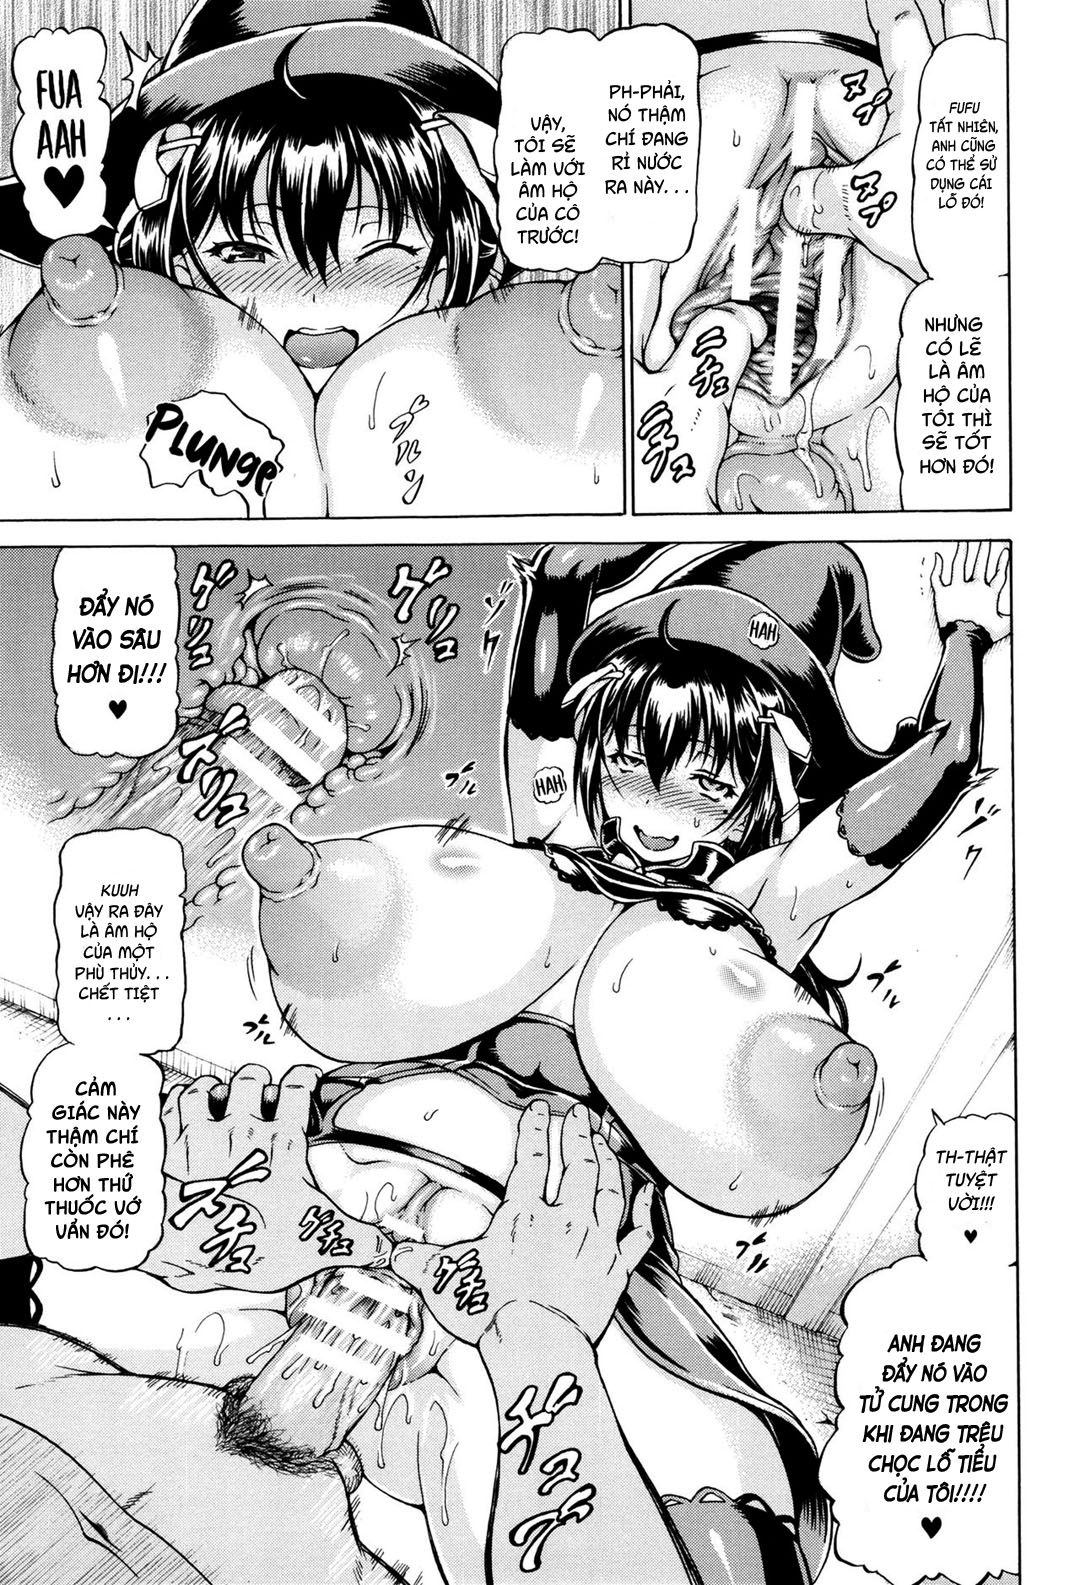 FUFU
TẤT NHIÊN,
ANH CŨNG
CÓ THỂ SỬ
DỤNG CÁI
LỖ ĐÓ!
NHƯNG
CÓ LẼ
LÀ ÂM
HỘ CỦA
TÔI THÌ
SẼ TỐT
HƠN ĐÓ!
PH-PHẢI,
NÓ THẬM
CHÍ ĐANG
RỈ NƯỚC
RA NÀY...
VẬY,
TÔI SẼ
LÀM VỚI
ÂM HỘ
CỦA CÔ
TRƯỚC!
FUA
AAH
♥
PLUNGE
HAH
HAH
ĐẨY NÓ
VÀO SÂU
HƠN ĐI!!!
♥
KUUH
VẬY RA ĐÂY
LÀ ÂM HỘ
CỦA MỘT
PHÙ THỦY...
CHẾT TIỆT
...
CẢM
GIÁC NÀY
THẬM CHÍ
CÒN PHÊ
HƠN THỨ
THUỐC VỚ
VẨN ĐÓ!
TH-THẬT
TUYỆT
VỜI!!!
♥
ANH ĐANG
ĐẨY NÓ VÀO
TỬ CUNG TRONG
KHI ĐANG TRÊU
CHỌC LỖ TIỂU
CỦA TÔI!!!!
♥